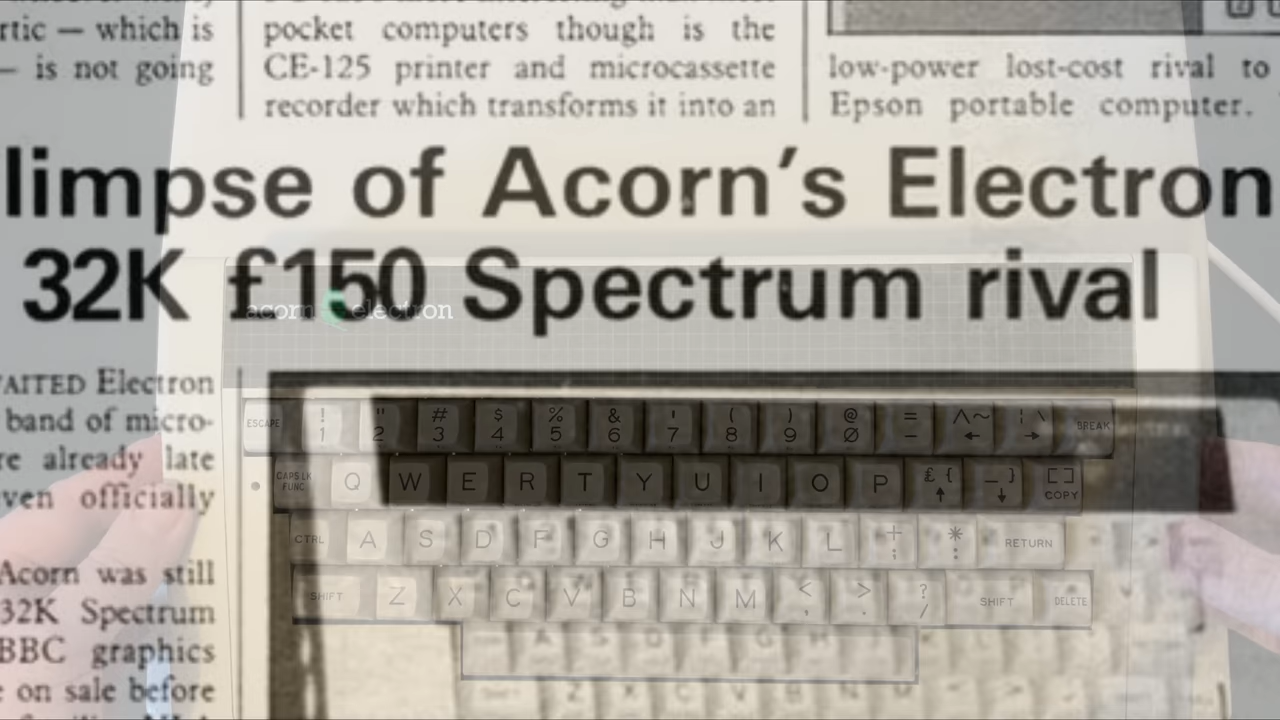 rtic — which is
— is not going
pocket computers though is the
CE-125 printer and microcassette
recorder which transforms it into an
low-power lost-cost rival to
Epson portable computer.
limpse of Acorn's Electron
32K £150 Spectrum rival
acorn electron
AITED Electron
band of micro-
re already late
ven officially
Acorn was still
32K Spectrum
BBC graphics
on sale before
ESCAPE ! 1 " 2 # 3 $ 4 % 5 & 6 ' 7 ( 8 ) 9 @ 0 = - ^ ~ ← ¦ \ → BREAK
CAPS LK FUNC Q W E R T Y U I O P £ { ↑ _ } ↓ [ ] COPY
CTRL A S D F G H J K L + ; * : RETURN
SHIFT Z X C V B N M < , > . ? / SHIFT DELETE
A S D F G H
Z X C V B N M